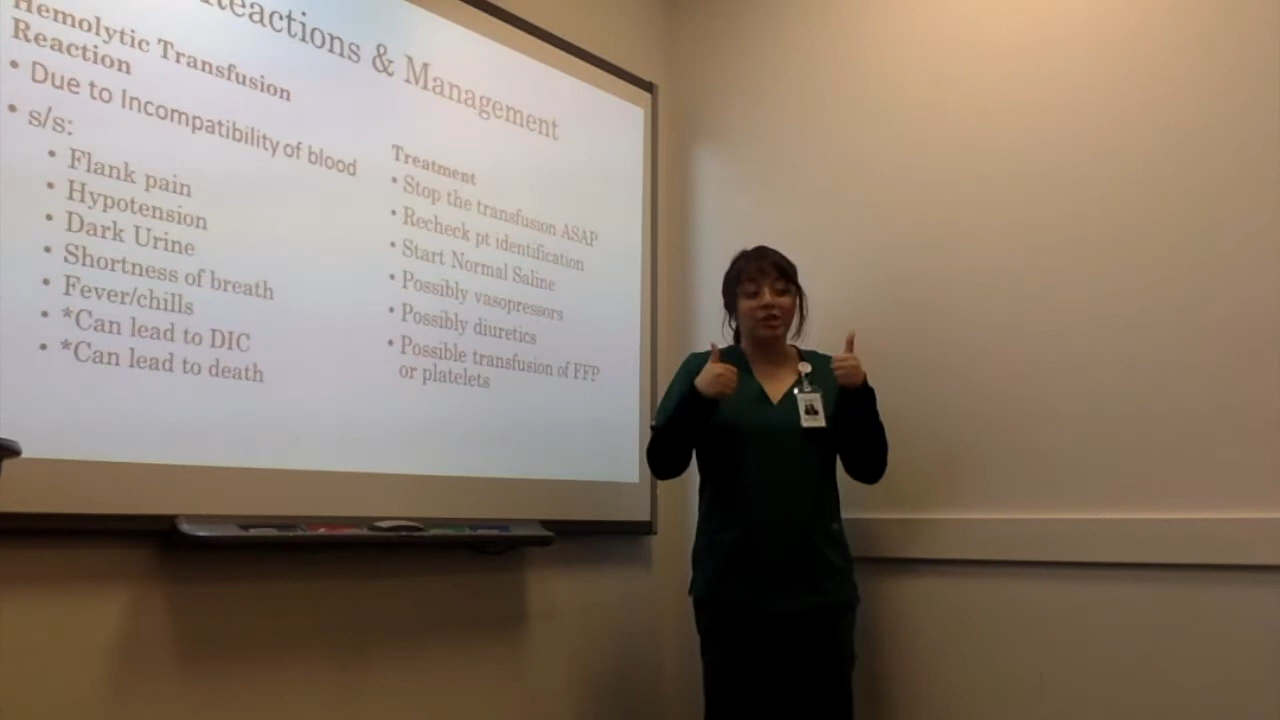 Reactions & Management
Hemolytic Transfusion
Reaction
• Due to Incompatibility of blood
• s/s:
• Flank pain
• Hypotension
• Dark Urine
• Shortness of breath
• Fever/chills
• *Can lead to DIC
• *Can lead to death
Treatment
• Stop the transfusion ASAP
• Recheck pt identification
• Start Normal Saline
• Possibly vasopressors
• Possibly diuretics
• Possible transfusion of FFP
or platelets